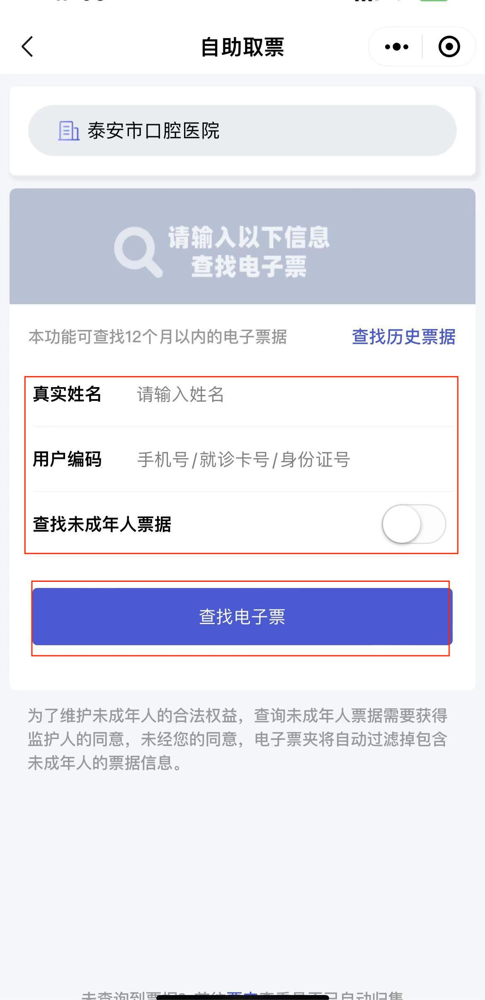 自助取票
泰安市口腔医院
请输入以下信息
查找电子票
本功能可查找12个月以内的电子票据 查找历史票据
真实姓名 请输入姓名
用户编码 手机号/就诊卡号/身份证号
查找未成年人票据
查找电子票
为了维护未成年人的合法权益，查询未成年人票据需要获得
监护人的同意，未经您的同意，电子票夹将自动过滤掉包含
未成年人的票据信息。